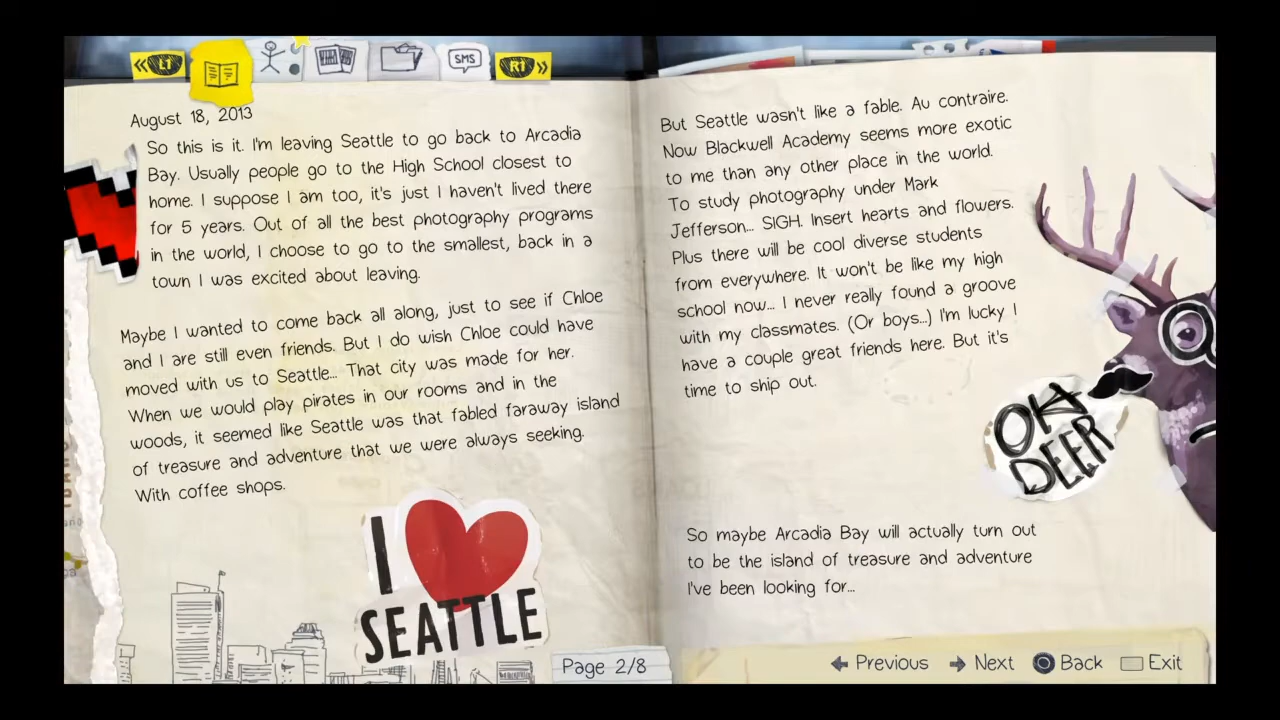 LT
SMS
R1
August 18, 2013
So this is it. I'm leaving Seattle to go back to Arcadia
Bay. Usually people go to the High School closest to
home. I suppose I am too, it's just I haven't lived there
for 5 years. Out of all the best photography programs
in the world, I choose to go to the smallest, back in a
town I was excited about leaving.
Maybe I wanted to come back all along, just to see if Chloe
and I are still even friends. But I do wish Chloe could have
moved with us to Seattle... That city was made for her.
When we would play pirates in our rooms and in the
woods, it seemed like Seattle was that fabled faraway island
of treasure and adventure that we were always seeking.
With coffee shops.
I
SEATTLE
But Seattle wasn't like a fable. Au contraire.
Now Blackwell Academy seems more exotic
to me than any other place in the world.
To study photography under Mark
Jefferson... SIGH. Insert hearts and flowers.
Plus there will be cool diverse students
from everywhere. It won't be like my high
school now... I never really found a groove
with my classmates. (Or boys...) I'm lucky I
have a couple great friends here. But it's
time to ship out.
OH
DEER
So maybe Arcadia Bay will actually turn out
to be the island of treasure and adventure
I've been looking for...
Page 2/8
Previous Next Back Exit